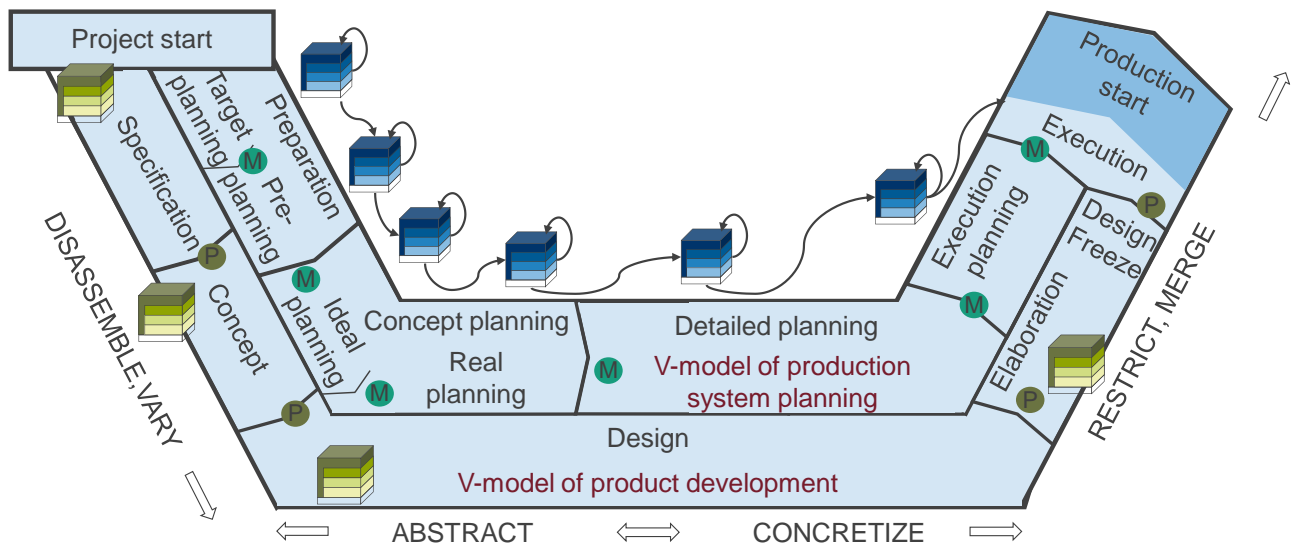 Project start
Specification
P
Concept
P
Target
planning
M
Pre-
planning
Preparation
M
Ideal
planning
M
Concept planning
Real
planning
M
Detailed planning
V-model of production
system planning
Design
V-model of product development
Production
start
Execution
M
Execution
planning
M
P
Design
Freeze
Elaboration
P
DISASSEMBLE,VARY
ABSTRACT
CONCRETIZE
RESTRICT, MERGE